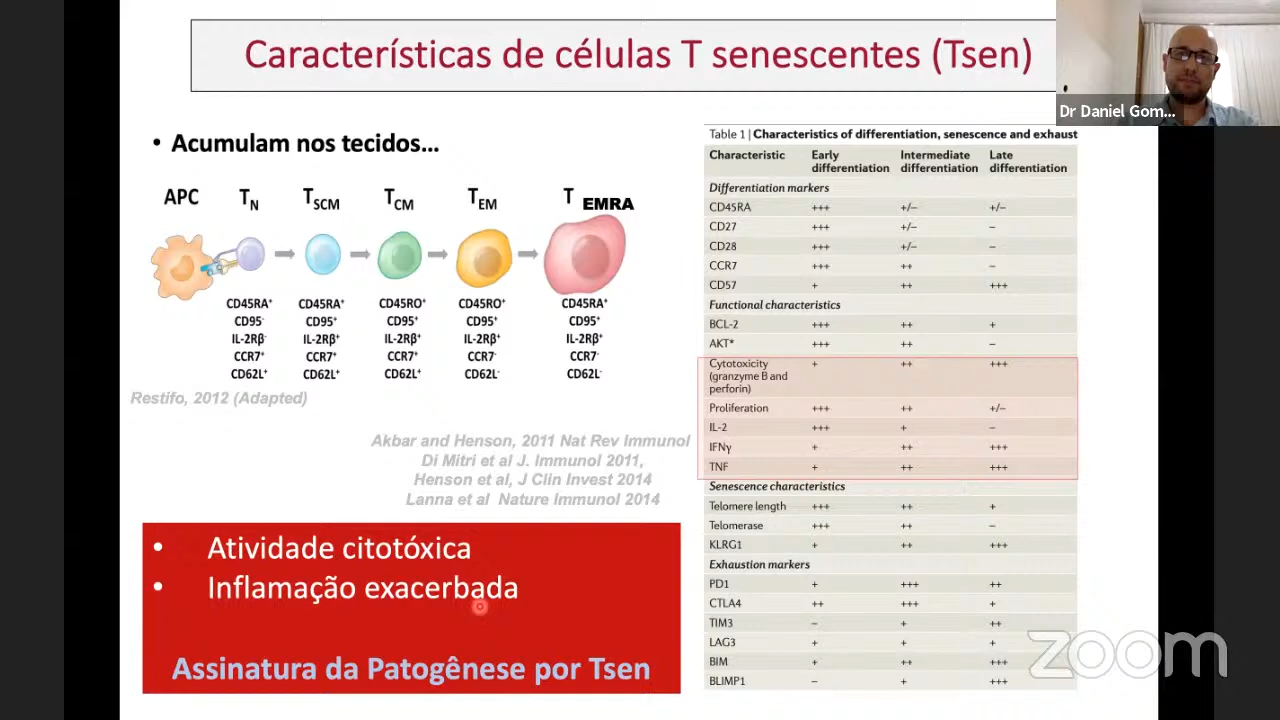 Características de células T senescentes (Tsen)
Dr Daniel Gom...
• Acumulam nos tecidos...
APC TN TSCM TCM TEM T EMRA
CD45RA+ CD45RA+ CD45RO+ CD45RO+ CD45RA+
CD95- CD95+ CD95+ CD95+ CD95+
IL-2Rβ- IL-2Rβ+ IL-2Rβ+ IL-2Rβ+ IL-2Rβ+
CCR7+ CCR7+ CCR7+ CCR7- CCR7-
CD62L+ CD62L+ CD62L+ CD62L- CD62L-
Restifo, 2012 (Adapted)
Akbar and Henson, 2011 Nat Rev Immunol
Di Mitri et al J. Immunol 2011,
Henson et al, J Clin Invest 2014
Lanna et al Nature Immunol 2014
• Atividade citotóxica
• Inflamação exacerbada
Assinatura da Patogênese por Tsen
Table 1 | Characteristics of differentiation, senescence and exhaust
Characteristic Early Intermediate Late
differentiation differentiation differentiation
Differentiation markers
CD45RA +++ +/– +/–
CD27 +++ +/– –
CD28 +++ +/– –
CCR7 +++ ++ –
CD57 + ++ +++
Functional characteristics
BCL-2 +++ ++ +
AKT* +++ ++ –
Cytotoxicity + ++ +++
(granzyme B and
perforin)
Proliferation +++ ++ +/–
IL-2 +++ + –
IFNγ + ++ +++
TNF + ++ +++
Senescence characteristics
Telomere length +++ ++ +
Telomerase +++ ++ –
KLRG1 + ++ +++
Exhaustion markers
PD1 + +++ ++
CTLA4 ++ +++ +
TIM3 – + ++
LAG3 + + +
BIM + ++ +++
BLIMP1 – + +++
zoom